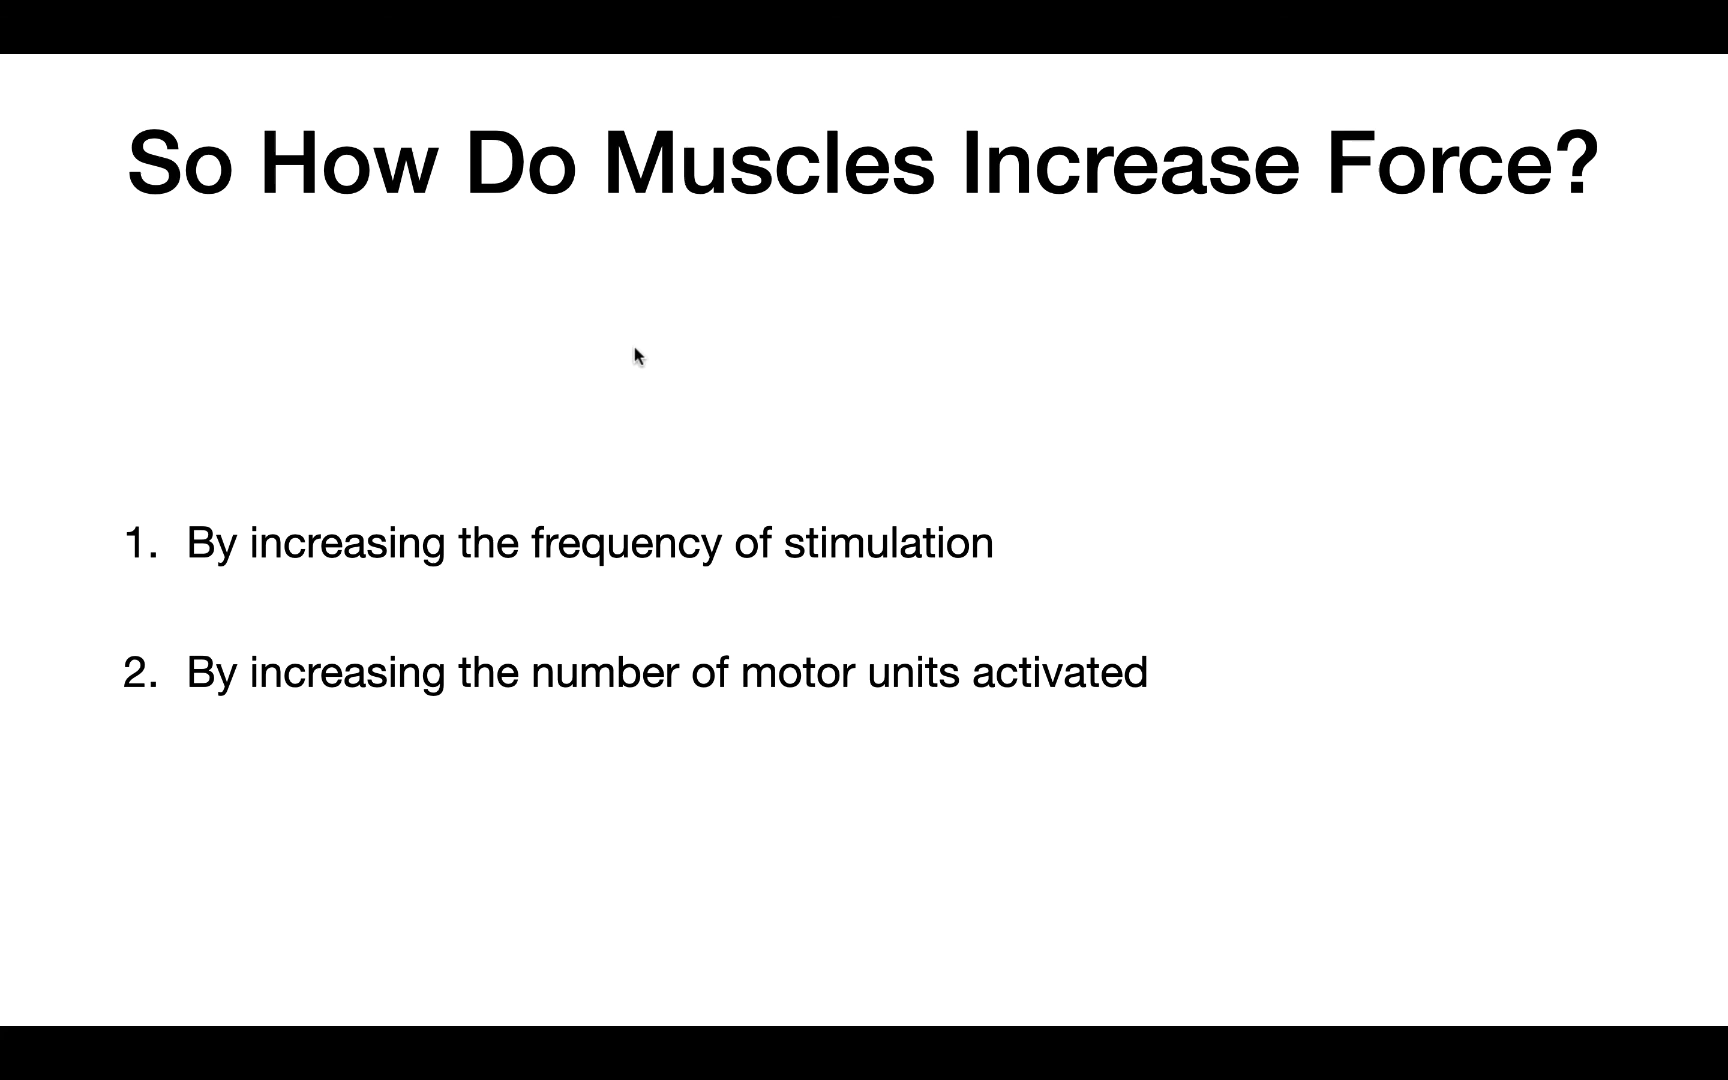 So How Do Muscles Increase Force?
1. By increasing the frequency of stimulation
2. By increasing the number of motor units activated